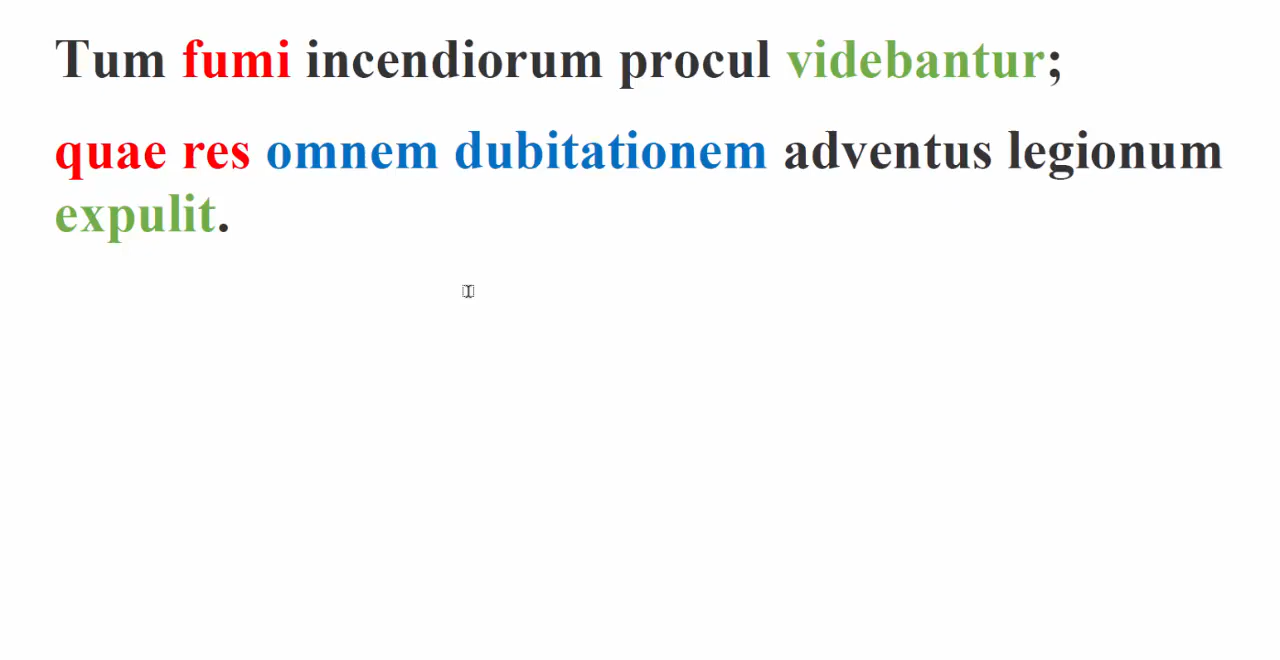 Tum fumi incendiorum procul videbantur;
quae res omnem dubitationem adventus legionum
expulit.